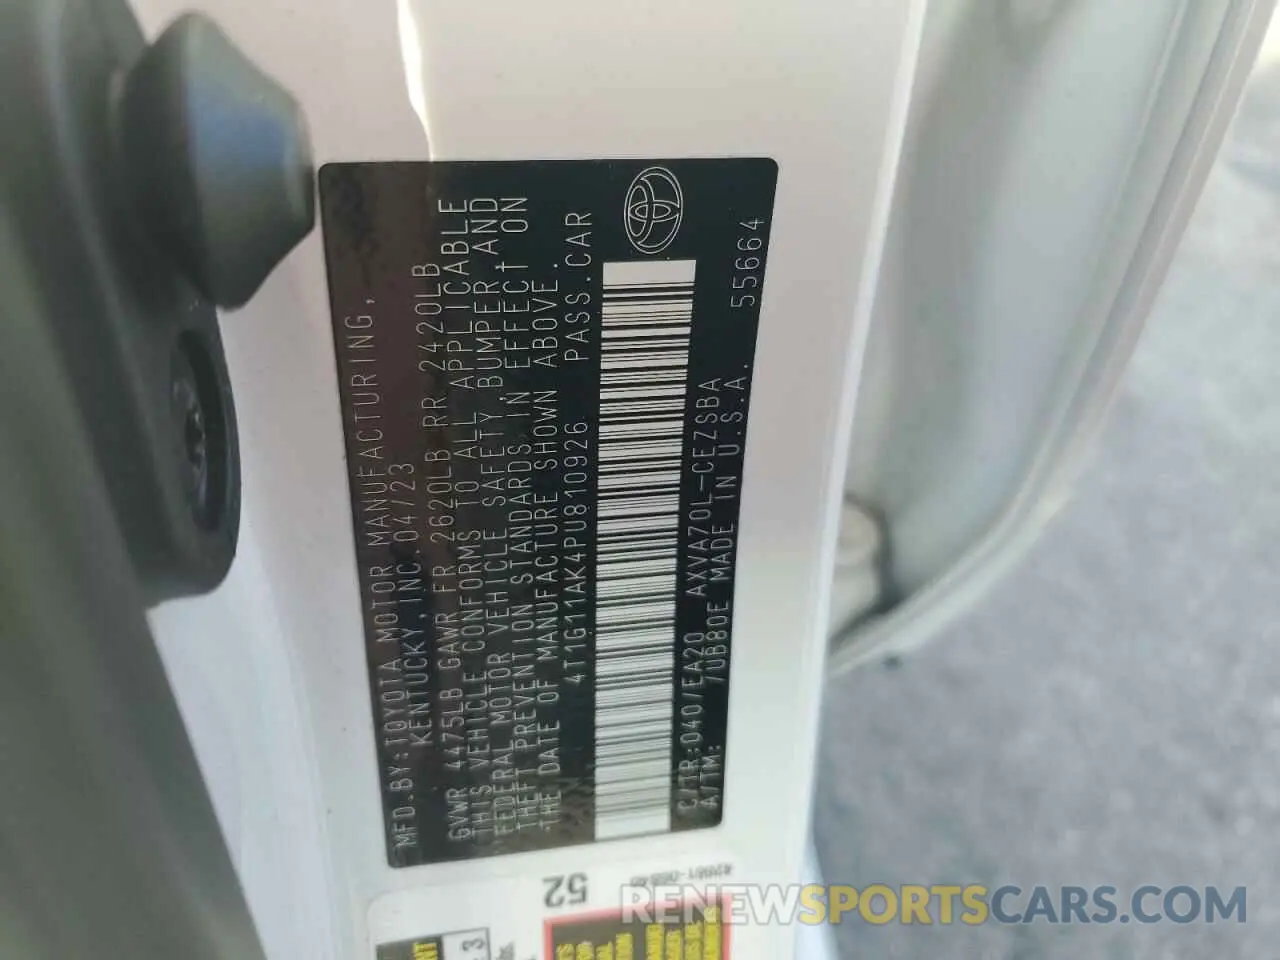 MFD.BY:TOYOTA MOTOR MANUFACTURING,
KENTUCKY,INC.04/23
GVWR 4475LB GAWR FR 2620LB RR 2420LB
THIS VEHICLE CONFORMS TO ALL APPLICABLE
FEDERAL MOTOR VEHICLE SAFETY,BUMPER,AND
THEFT PREVENTION STANDARDS IN EFFECT ON
THE DATE OF MANUFACTURE SHOWN ABOVE.
4T1G11AK4PU810926 PASS.CAR
C/TR:040/EA20 AXVA70L-CEZSBA 55664
A/TM: 70B80E MADE IN U.S.A.
52
RENEWSPORTSCARS.COM